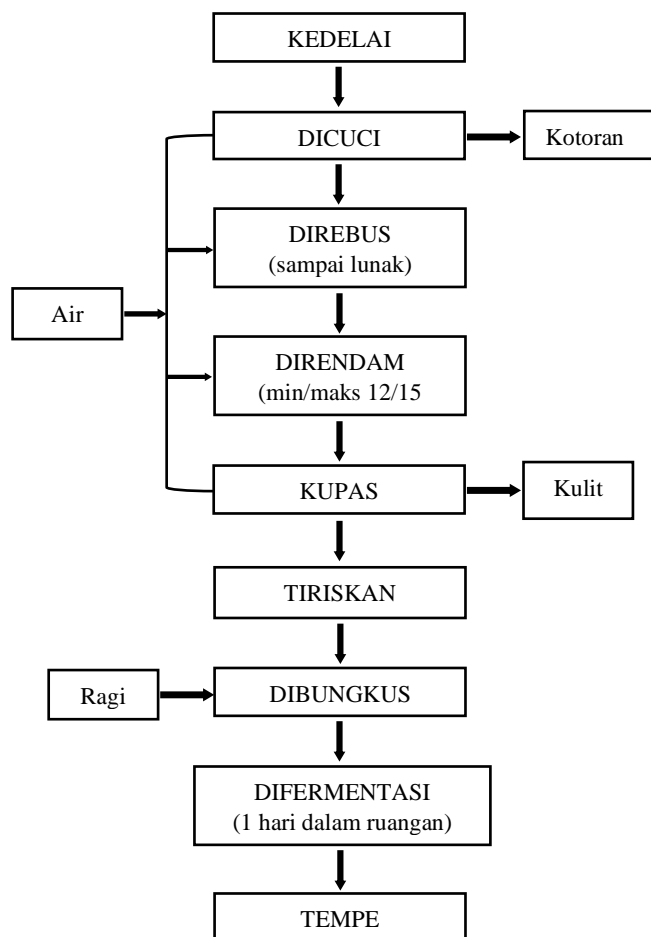 KEDELAI
DICUCI
Kotoran
DIREBUS
(sampai lunak)
Air
DIRENDAM
(min/maks 12/15
KUPAS
Kulit
TIRISKAN
Ragi
DIBUNGKUS
DIFERMENTASI
(1 hari dalam ruangan)
TEMPE